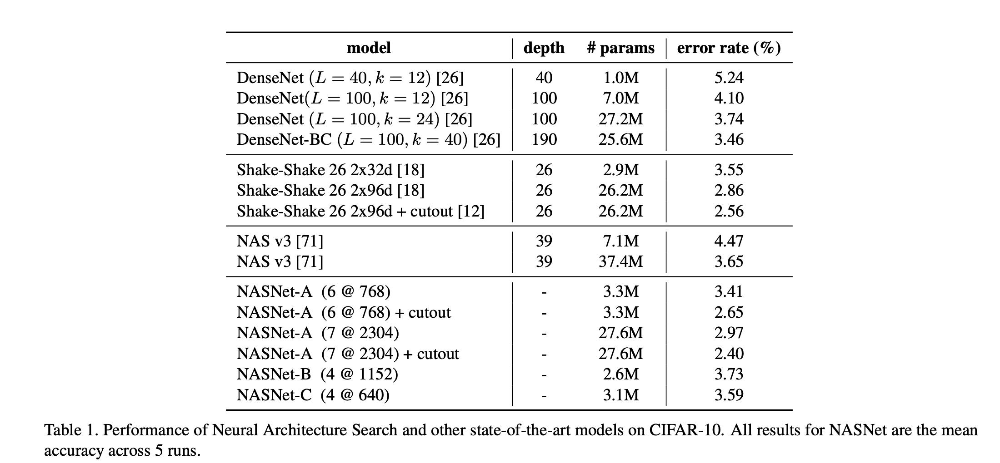 model depth # params error rate (%)
DenseNet (L = 40, k = 12) [26] 40 1.0M 5.24
DenseNet(L = 100, k = 12) [26] 100 7.0M 4.10
DenseNet (L = 100, k = 24) [26] 100 27.2M 3.74
DenseNet-BC (L = 100, k = 40) [26] 190 25.6M 3.46
Shake-Shake 26 2x32d [18] 26 2.9M 3.55
Shake-Shake 26 2x96d [18] 26 26.2M 2.86
Shake-Shake 26 2x96d + cutout [12] 26 26.2M 2.56
NAS v3 [71] 39 7.1M 4.47
NAS v3 [71] 39 37.4M 3.65
NASNet-A (6 @ 768) - 3.3M 3.41
NASNet-A (6 @ 768) + cutout - 3.3M 2.65
NASNet-A (7 @ 2304) - 27.6M 2.97
NASNet-A (7 @ 2304) + cutout - 27.6M 2.40
NASNet-B (4 @ 1152) - 2.6M 3.73
NASNet-C (4 @ 640) - 3.1M 3.59
Table 1. Performance of Neural Architecture Search and other state-of-the-art models on CIFAR-10. All results for NASNet are the mean
accuracy across 5 runs.